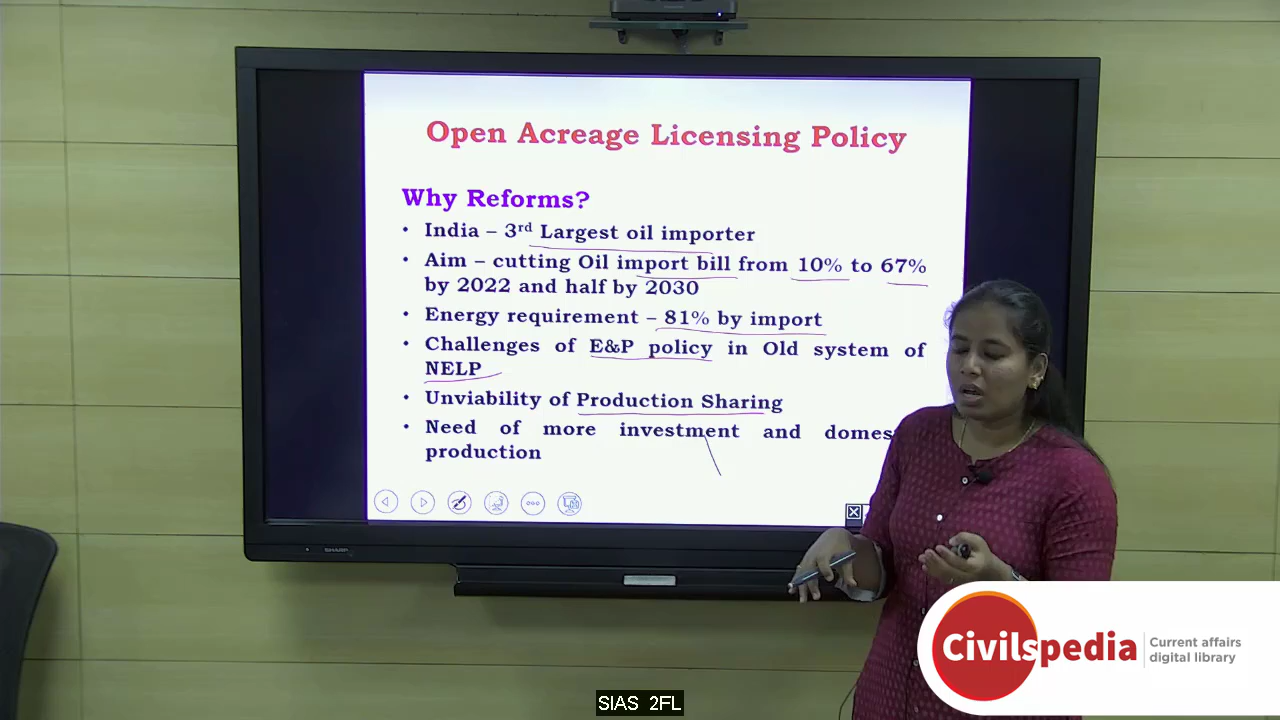 Open Acreage Licensing Policy
Why Reforms?
• India – 3rd Largest oil importer
• Aim – cutting Oil import bill from 10% to 67%
by 2022 and half by 2030
• Energy requirement – 81% by import
• Challenges of E&P policy in Old system of
NELP
• Unviability of Production Sharing
• Need of more investment and
production
SHARP
Civilspedia
Current affairs
digital library
SIAS 2FL